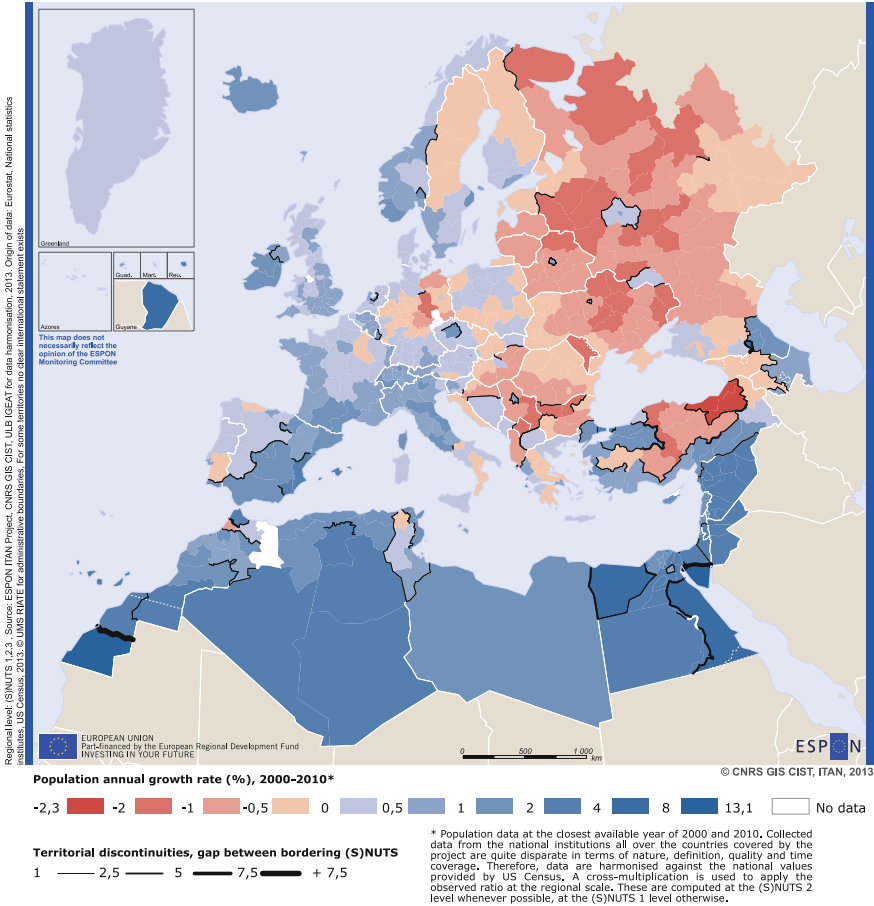 Greenland
Azores
Guad.
Mart.
Reu.
Guyane
This map does not
necessarily reflect the
opinion of the ESPON
Monitoring Committee
Regional level: (S)NUTS 1,2,3 . Source: ESPON ITAN Project, CNRS GIS CIST, ULB IGEAT for data harmonisation, 2013. Origin of data: Eurostat, National statistics
institutes, US Census, 2013. © UMS RIATE for administrative boundaries, For some territories no clear international statement exists
EUROPEAN UNION
Part-financed by the European Regional Development Fund
INVESTING IN YOUR FUTURE
0 500 1 000
km
ESPON
© CNRS GIS CIST, ITAN, 2013
Population annual growth rate (%), 2000-2010*
-2,3 -2 -1 -0,5 0 0,5 1 2 4 8 13,1 No data
Territorial discontinuities, gap between bordering (S)NUTS
1 2,5 5 7,5 + 7,5
* Population data at the closest available year of 2000 and 2010. Collected
data from the national institutions all over the countries covered by the
project are quite disparate in terms of nature, definition, quality and time
coverage. Therefore, data are harmonised against the national values
provided by US Census. A cross-multiplication is used to apply the
observed ratio at the regional scale. These are computed at the (S)NUTS 2
level whenever possible, at the (S)NUTS 1 level otherwise.